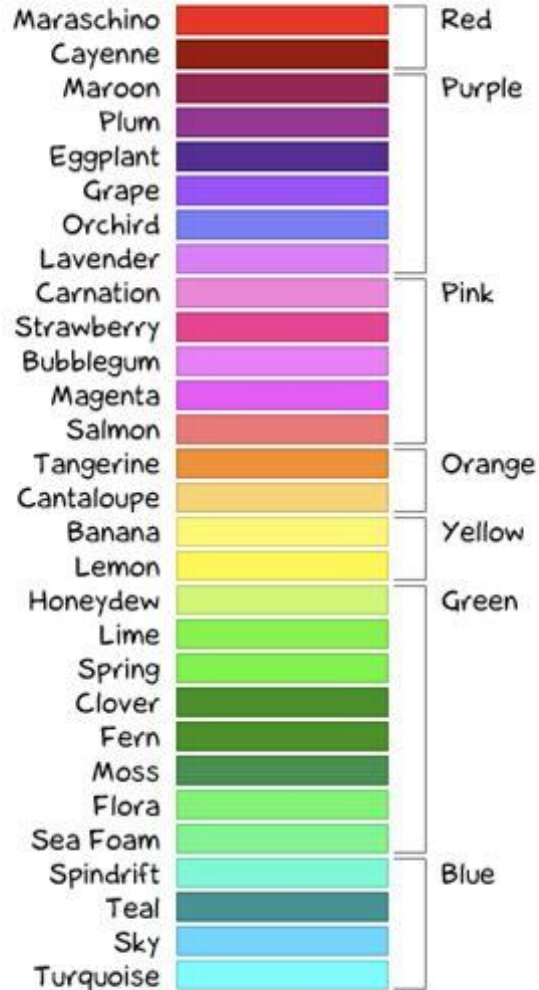 Maraschino Red
Cayenne
Maroon Purple
Plum
Eggplant
Grape
Orchird
Lavender
Carnation Pink
Strawberry
Bubblegum
Magenta
Salmon
Tangerine Orange
Cantaloupe
Banana Yellow
Lemon
Honeydew Green
Lime
Spring
Clover
Fern
Moss
Flora
Sea Foam
Spindrift Blue
Teal
Sky
Turquoise